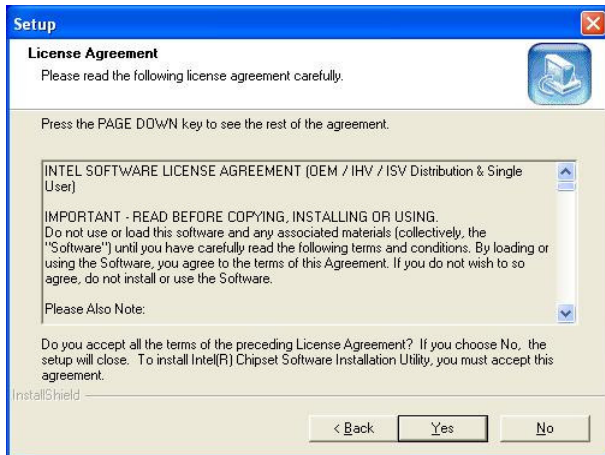 Setup
License Agreement
Please read the following license agreement carefully.
Press the PAGE DOWN key to see the rest of the agreement.
INTEL SOFTWARE LICENSE AGREEMENT (OEM / IHV / ISV Distribution & Single
User)
IMPORTANT - READ BEFORE COPYING, INSTALLING OR USING.
Do not use or load this software and any associated materials (collectively, the
"Software") until you have carefully read the following terms and conditions. By loading or
using the Software, you agree to the terms of this Agreement. If you do not wish to so
agree, do not install or use the Software.
Please Also Note:
Do you accept all the terms of the preceding License Agreement? If you choose No, the
setup will close. To install Intel(R) Chipset Software Installation Utility, you must accept this
agreement.
InstallShield
< Back
Yes
No